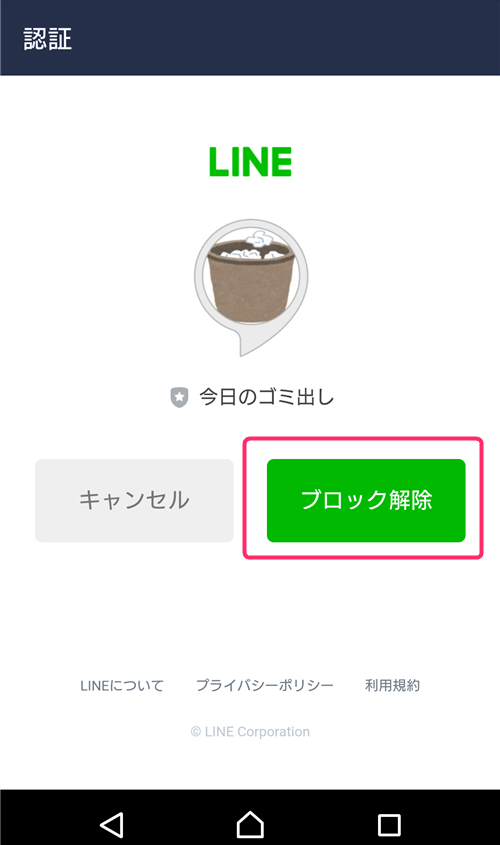 認証
LINE
今日のゴミ出し
キャンセル
ブロック解除
LINEについて
プライバシーポリシー
利用規約
© LINE Corporation